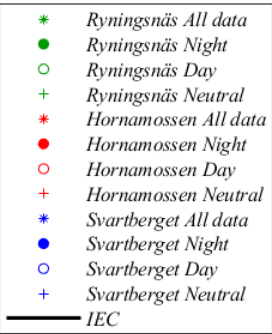 Ryningsnäs All data
Ryningsnäs Night
Ryningsnäs Day
Ryningsnäs Neutral
Hornamossen All data
Hornamossen Night
Hornamossen Day
Hornamossen Neutral
Svartberget All data
Svartberget Night
Svartberget Day
Svartberget Neutral
IEC